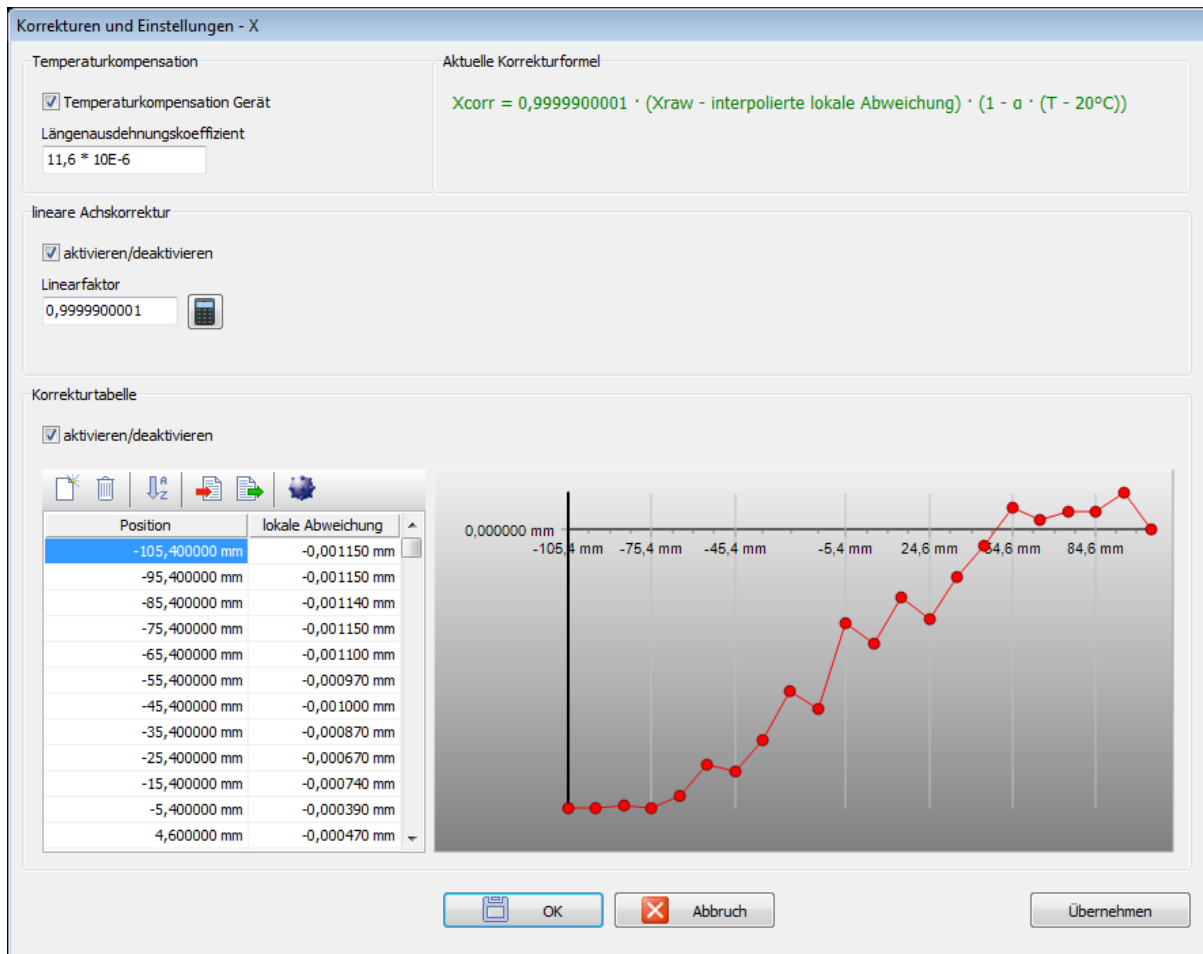 Korrekturen und Einstellungen - X
Temperaturkompensation
Temperaturkompensation Gerät
Längenausdehnungskoeffizient
11,6 * 10E-6
Aktuelle Korrekturformel
Xcorr = 0,9999900001 · (Xraw - interpolierte lokale Abweichung) · (1 - α · (T - 20°C))
lineare Achskorrektur
aktivieren/deaktivieren
Linearfaktor
0,9999900001
Korrekturtabelle
aktivieren/deaktivieren
Position lokale Abweichung
-105,400000 mm -0,001150 mm
-95,400000 mm -0,001150 mm
-85,400000 mm -0,001140 mm
-75,400000 mm -0,001150 mm
-65,400000 mm -0,001100 mm
-55,400000 mm -0,000970 mm
-45,400000 mm -0,001000 mm
-35,400000 mm -0,000870 mm
-25,400000 mm -0,000670 mm
-15,400000 mm -0,000740 mm
-5,400000 mm -0,000390 mm
4,600000 mm -0,000470 mm
0,000000 mm
-105,4 mm -75,4 mm -45,4 mm -5,4 mm 24,6 mm 54,6 mm 84,6 mm
OK
Abbruch
Übernehmen